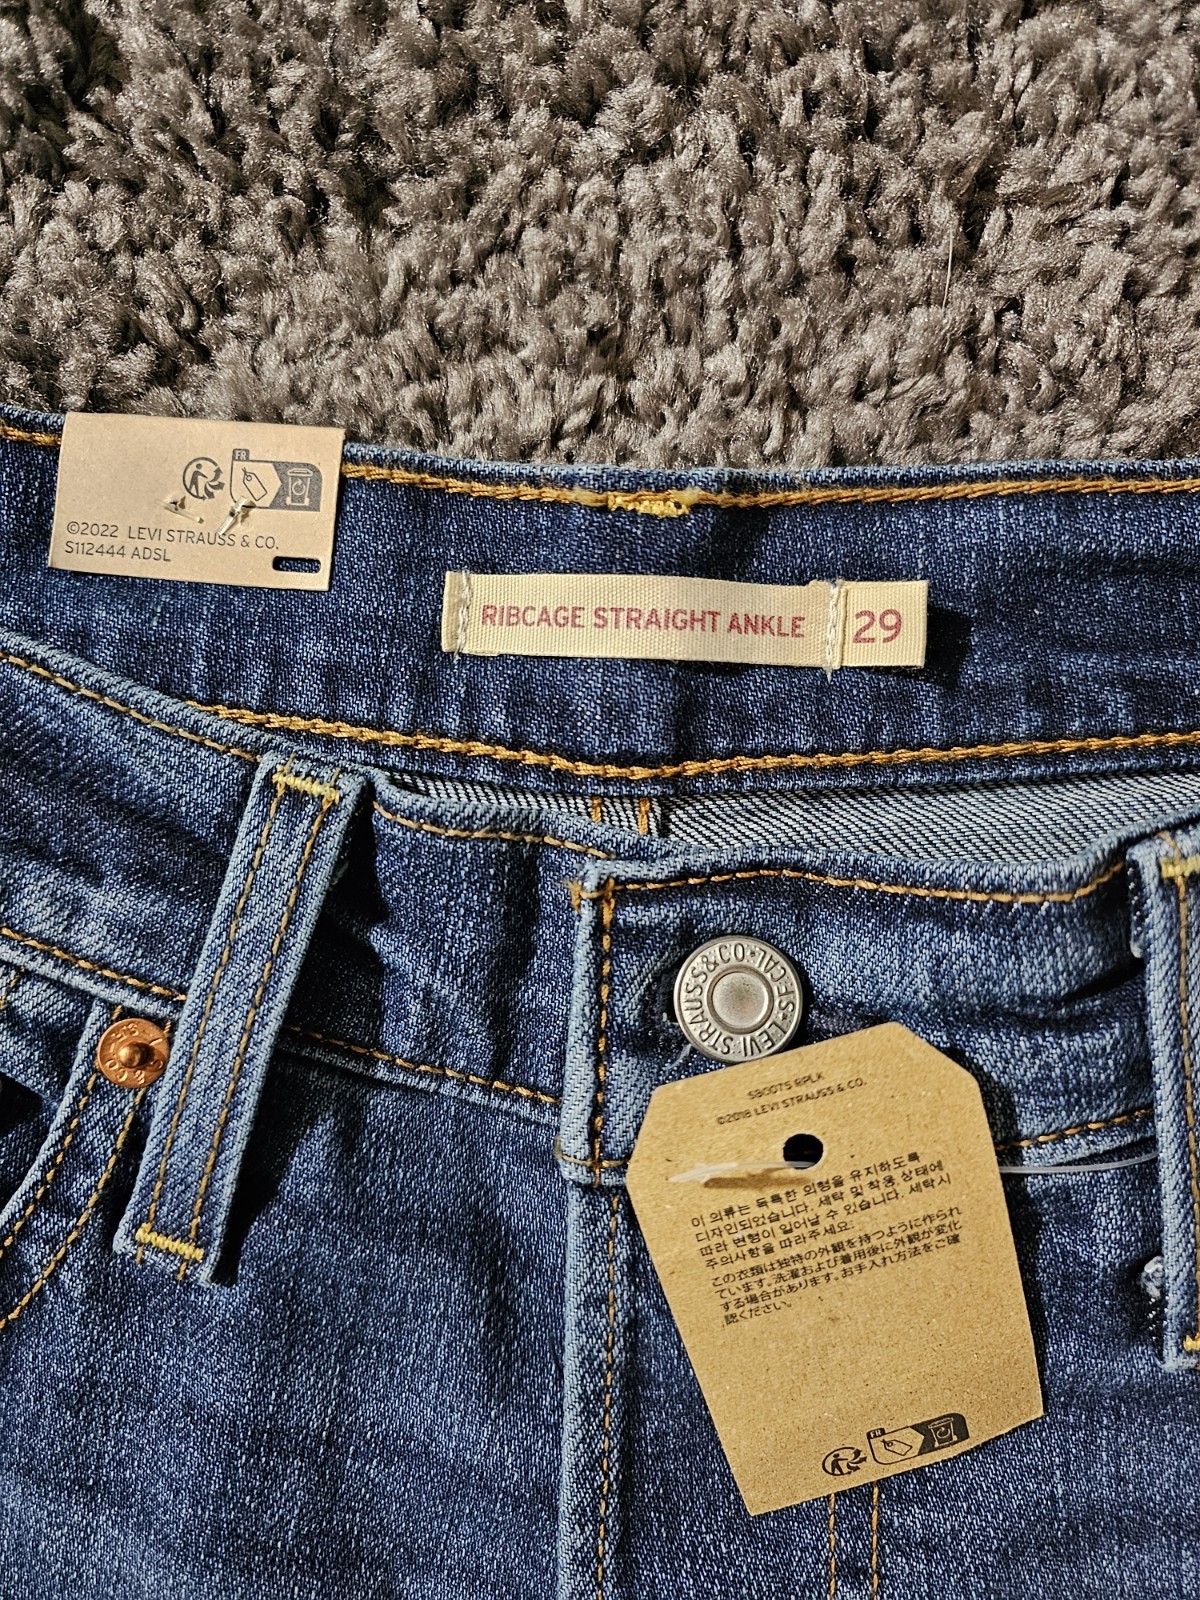 FR
©2022 LEVI STRAUSS & CO.
S112444 ADSL
RIBCAGE STRAIGHT ANKLE
29
LEVI STRAUSS & CO.
S.F.CAL.
©2018 LEVI STRAUSS & CO.
이 의류는 독특한 외형을 유지하도록
디자인되었습니다. 세탁 및 착용 상태에
따라 변형이 일어날 수 있습니다. 세탁시
주의사항을 따라주세요.
この衣類は独特の外観を持つように作られ
ています。洗濯および着用後に外観が変化
する場合があります。お手入れ方法をご確
認ください。
FR